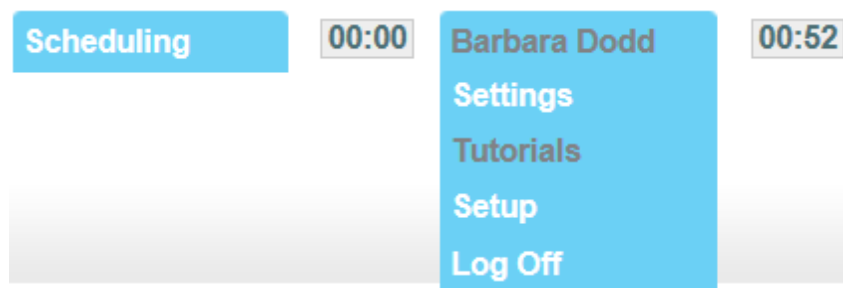 Scheduling 00:00 Barbara Dodd 00:52
Settings
Tutorials
Setup
Log Off